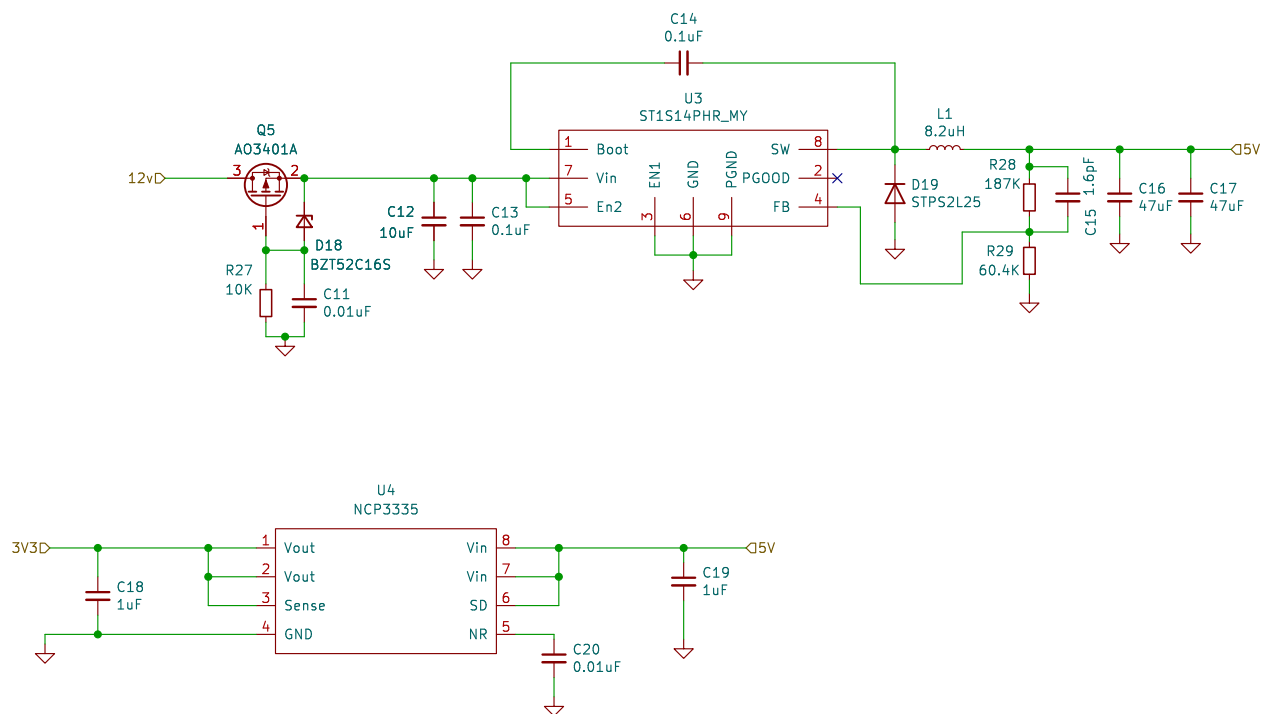 C14
0.1uF
U3
ST1S14PHR_MY
L1
8.2uH
Q5
AO3401A
1
Boot
SW
8
5V
12v
3
2
7
Vin
EN1
GND
PGND
PGOOD
2
5
En2
FB
4
3
6
9
1
D18
BZT52C16S
C12
10uF
C13
0.1uF
D19
STPS2L25
R28
187K
C15 1.6pF
C16
47uF
C17
47uF
R29
60.4K
R27
10K
C11
0.01uF
U4
NCP3335
3V3
1
Vout
Vin
8
5V
2
Vout
Vin
7
3
Sense
SD
6
4
GND
NR
5
C18
1uF
C19
1uF
C20
0.01uF